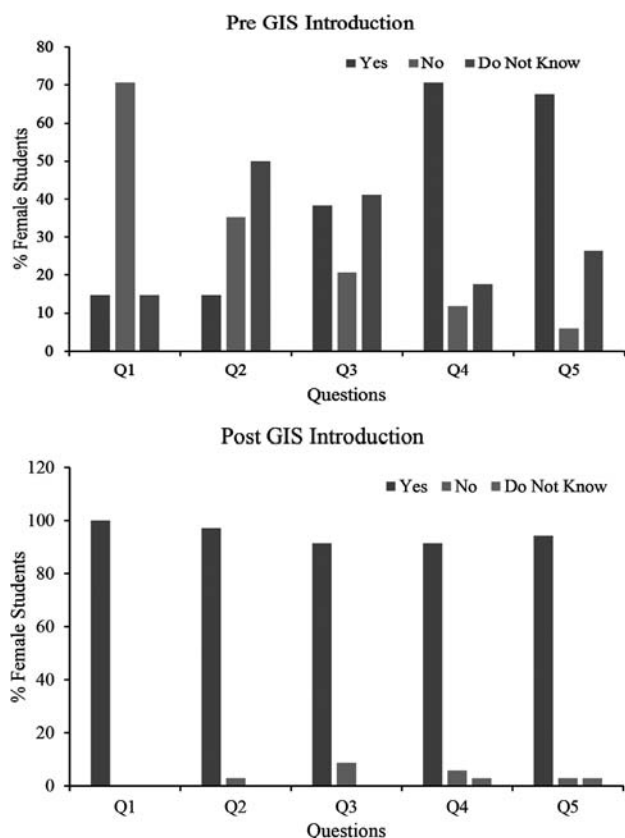 Pre GIS Introduction
80
70
60
50
40
30
20
10
0
% Female Students
Yes No Do Not Know
Q1 Q2 Q3 Q4 Q5
Questions
Post GIS Introduction
120
100
80
60
40
20
0
% Female Students
Yes No Do Not Know
Q1 Q2 Q3 Q4 Q5
Questions